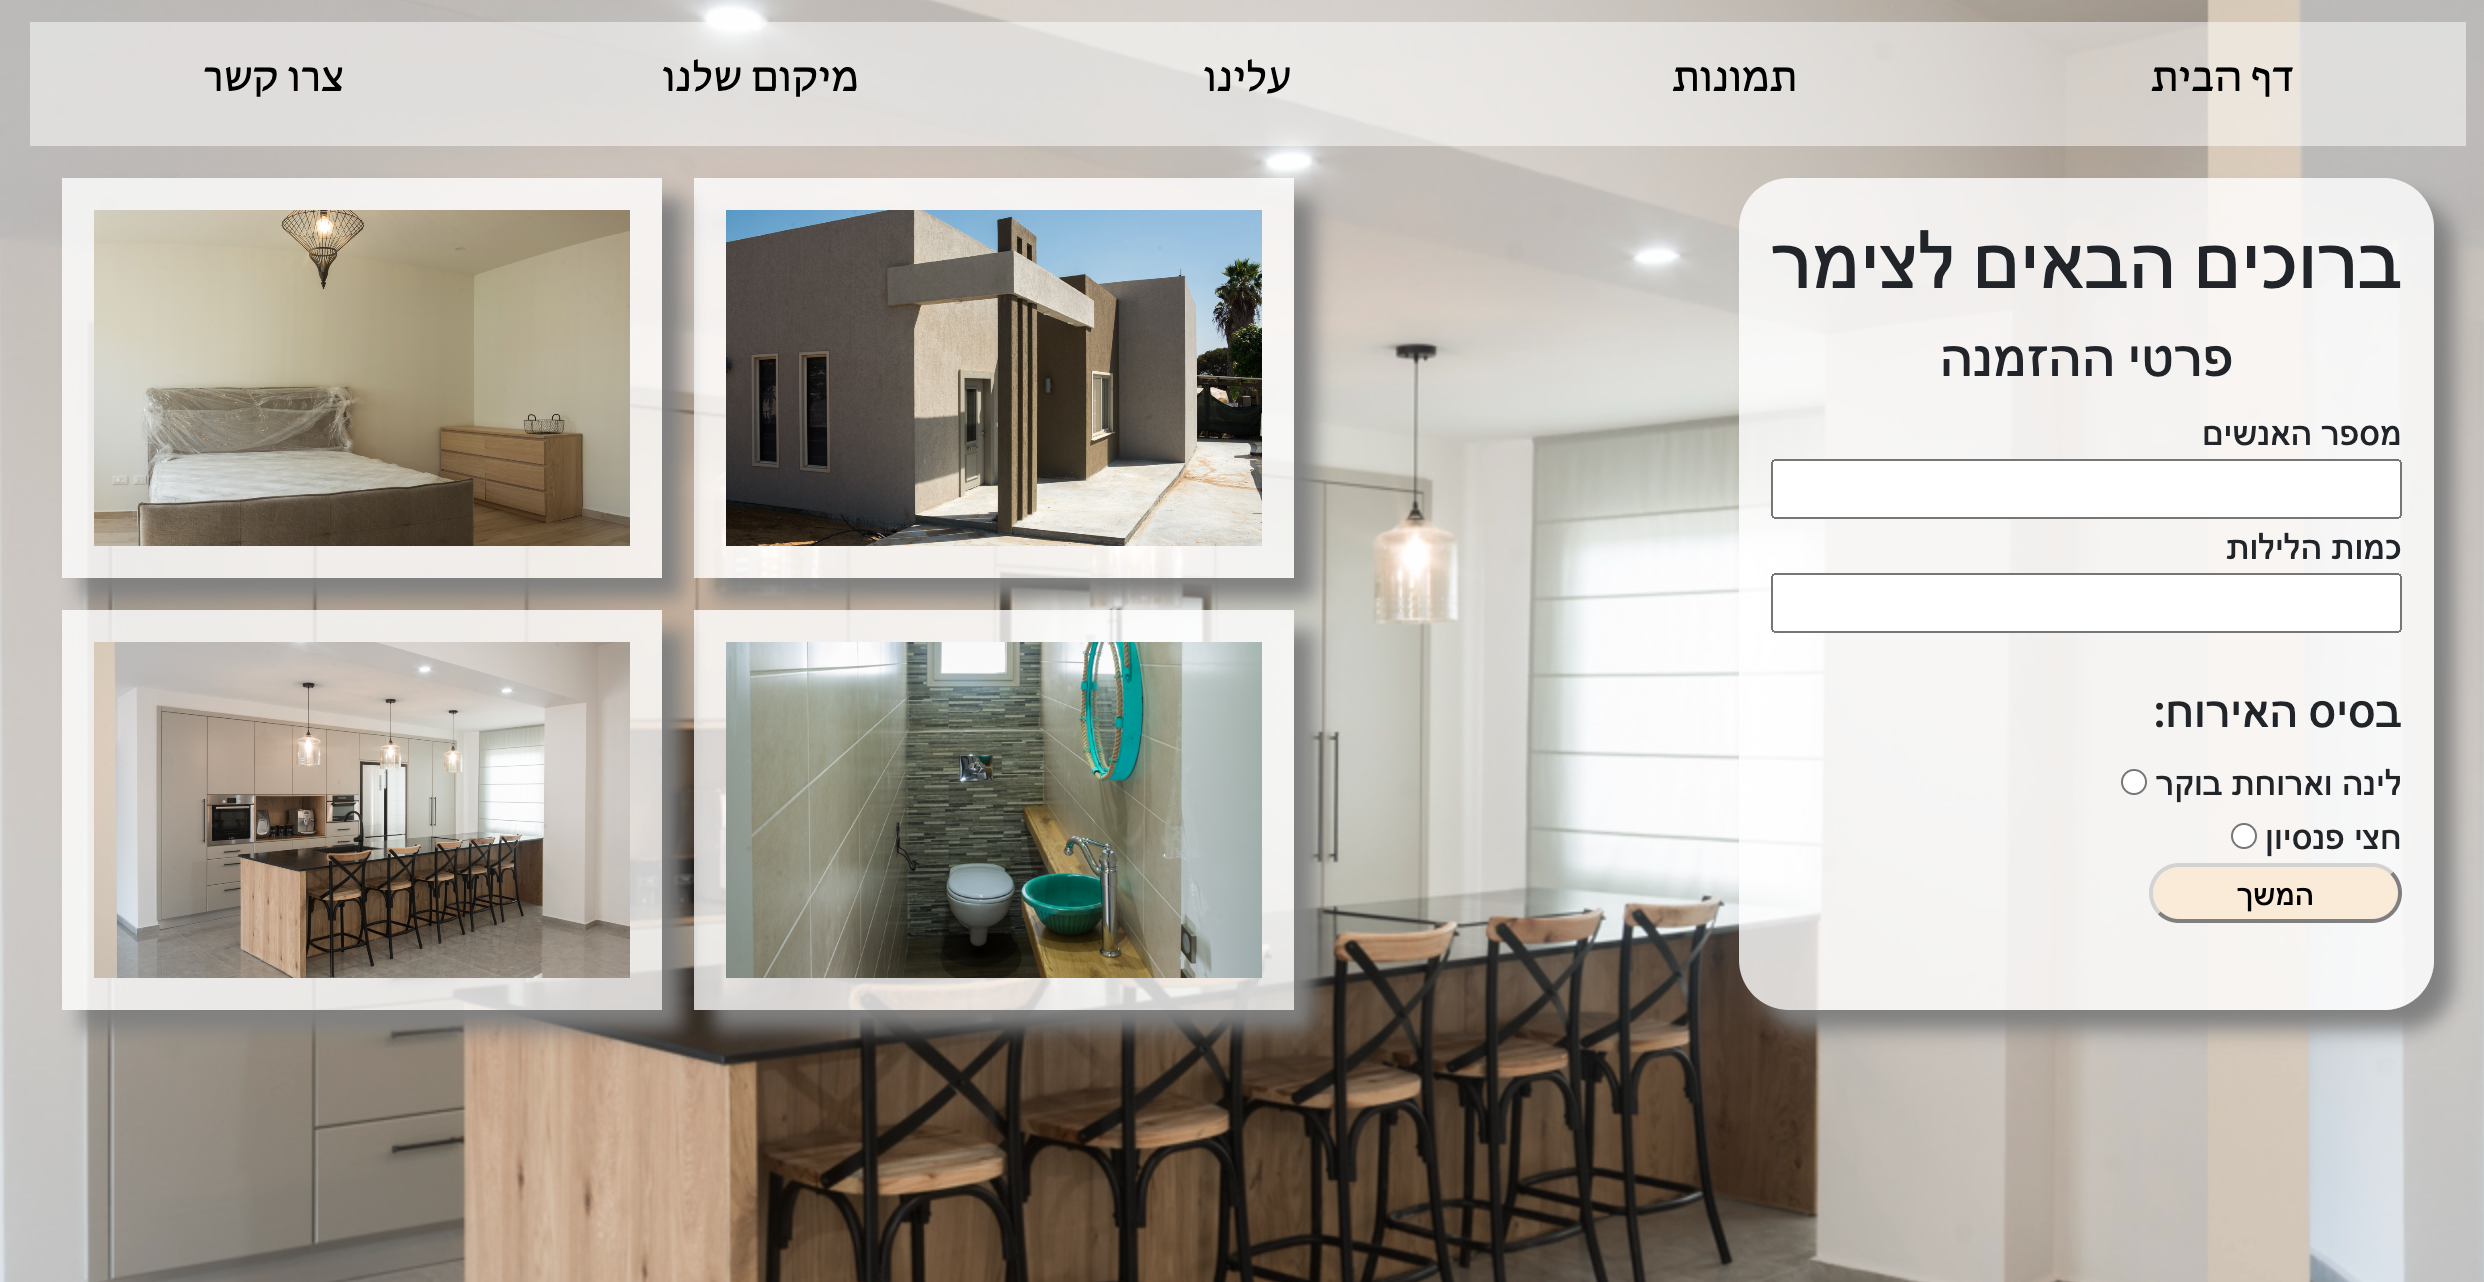 דף הבית
תמונות
עלינו
מיקום שלנו
צרו קשר
ברוכים הבאים לצימר
פרטי ההזמנה
מספר האנשים
כמות הלילות
בסיס האירוח:
לינה וארוחת בוקר
חצי פנסיון
המשך